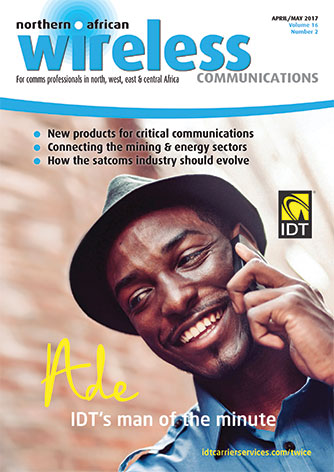 northern • african
wireless
COMMUNICATIONS
For comms professionals in north, west, east & central Africa
APRIL/MAY 2017
Volume 16
Number 2
• New products for critical communications
• Connecting the mining & energy sectors
• How the satcoms industry should evolve
IDT
Ade
IDT's man of the minute
idtcarrierservices.com/twice